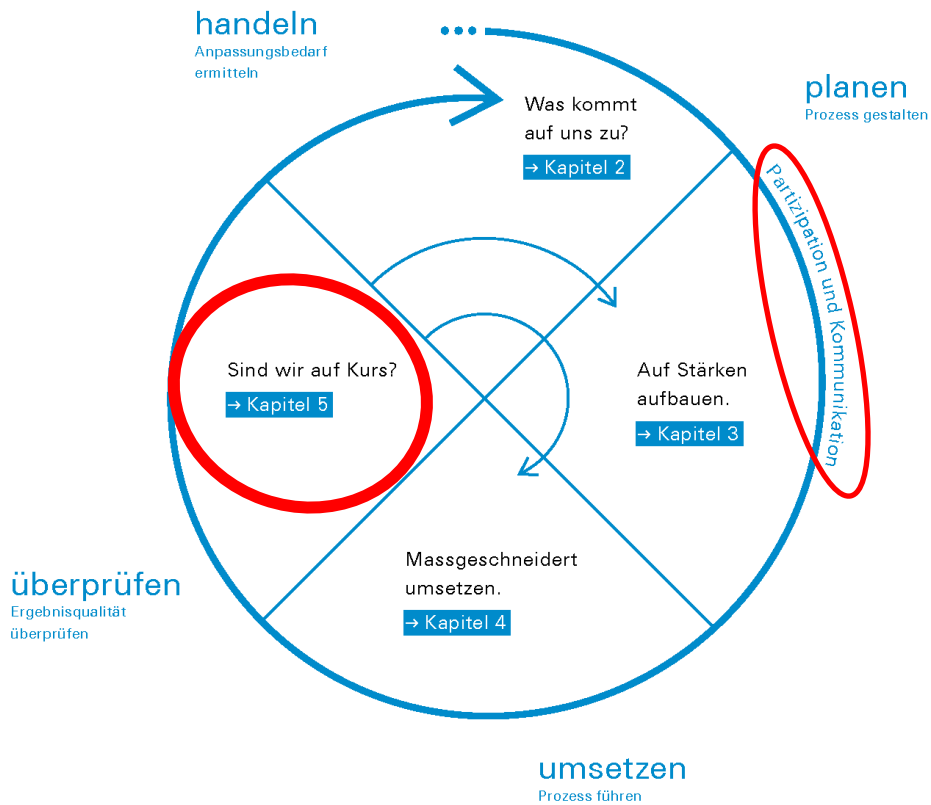 handeln
Anpassungsbedarf
ermitteln
planen
Prozess gestalten
Was kommt
auf uns zu?
→ Kapitel 2
Partizipation und Kommunikation
Auf Stärken
aufbauen.
→ Kapitel 3
Sind wir auf Kurs?
→ Kapitel 5
Massgeschneidert
umsetzen.
→ Kapitel 4
überprüfen
Ergebnisqualität
überprüfen
umsetzen
Prozess führen